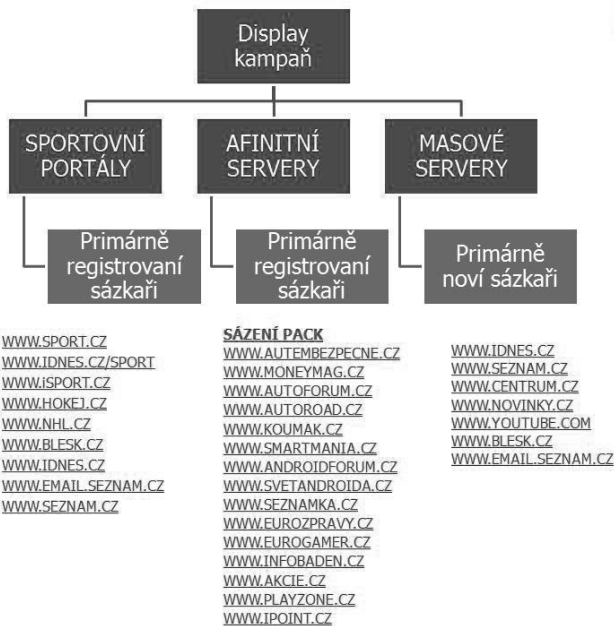 Display
kampaň
SPORTOVNÍ
PORTÁLY
AFINITNÍ
SERVERY
MASOVÉ
SERVERY
Primárně
registrovaní
sázkaři
Primárně
registrovaní
sázkaři
Primárně
noví sázkaři
WWW.SPORT.CZ
WWW.IDNES.CZ/SPORT
WWW.iSPORT.CZ
WWW.HOKEJ.CZ
WWW.NHL.CZ
WWW.BLESK.CZ
WWW.IDNES.CZ
WWW.EMAIL.SEZNAM.CZ
WWW.SEZNAM.CZ
SÁZENÍ PACK
WWW.AUTEMBEZPECNE.CZ
WWW.MONEYMAG.CZ
WWW.AUTOFORUM.CZ
WWW.AUTOROAD.CZ
WWW.KOUMAK.CZ
WWW.SMARTMANIA.CZ
WWW.ANDROIDFORUM.CZ
WWW.SVETANDROIDA.CZ
WWW.SEZNAMKA.CZ
WWW.EUROZPRAVY.CZ
WWW.EUROGAMER.CZ
WWW.INFOBADEN.CZ
WWW.AKCIE.CZ
WWW.PLAYZONE.CZ
WWW.IPOINT.CZ
WWW.IDNES.CZ
WWW.SEZNAM.CZ
WWW.CENTRUM.CZ
WWW.NOVINKY.CZ
WWW.YOUTUBE.COM
WWW.BLESK.CZ
WWW.EMAIL.SEZNAM.CZ